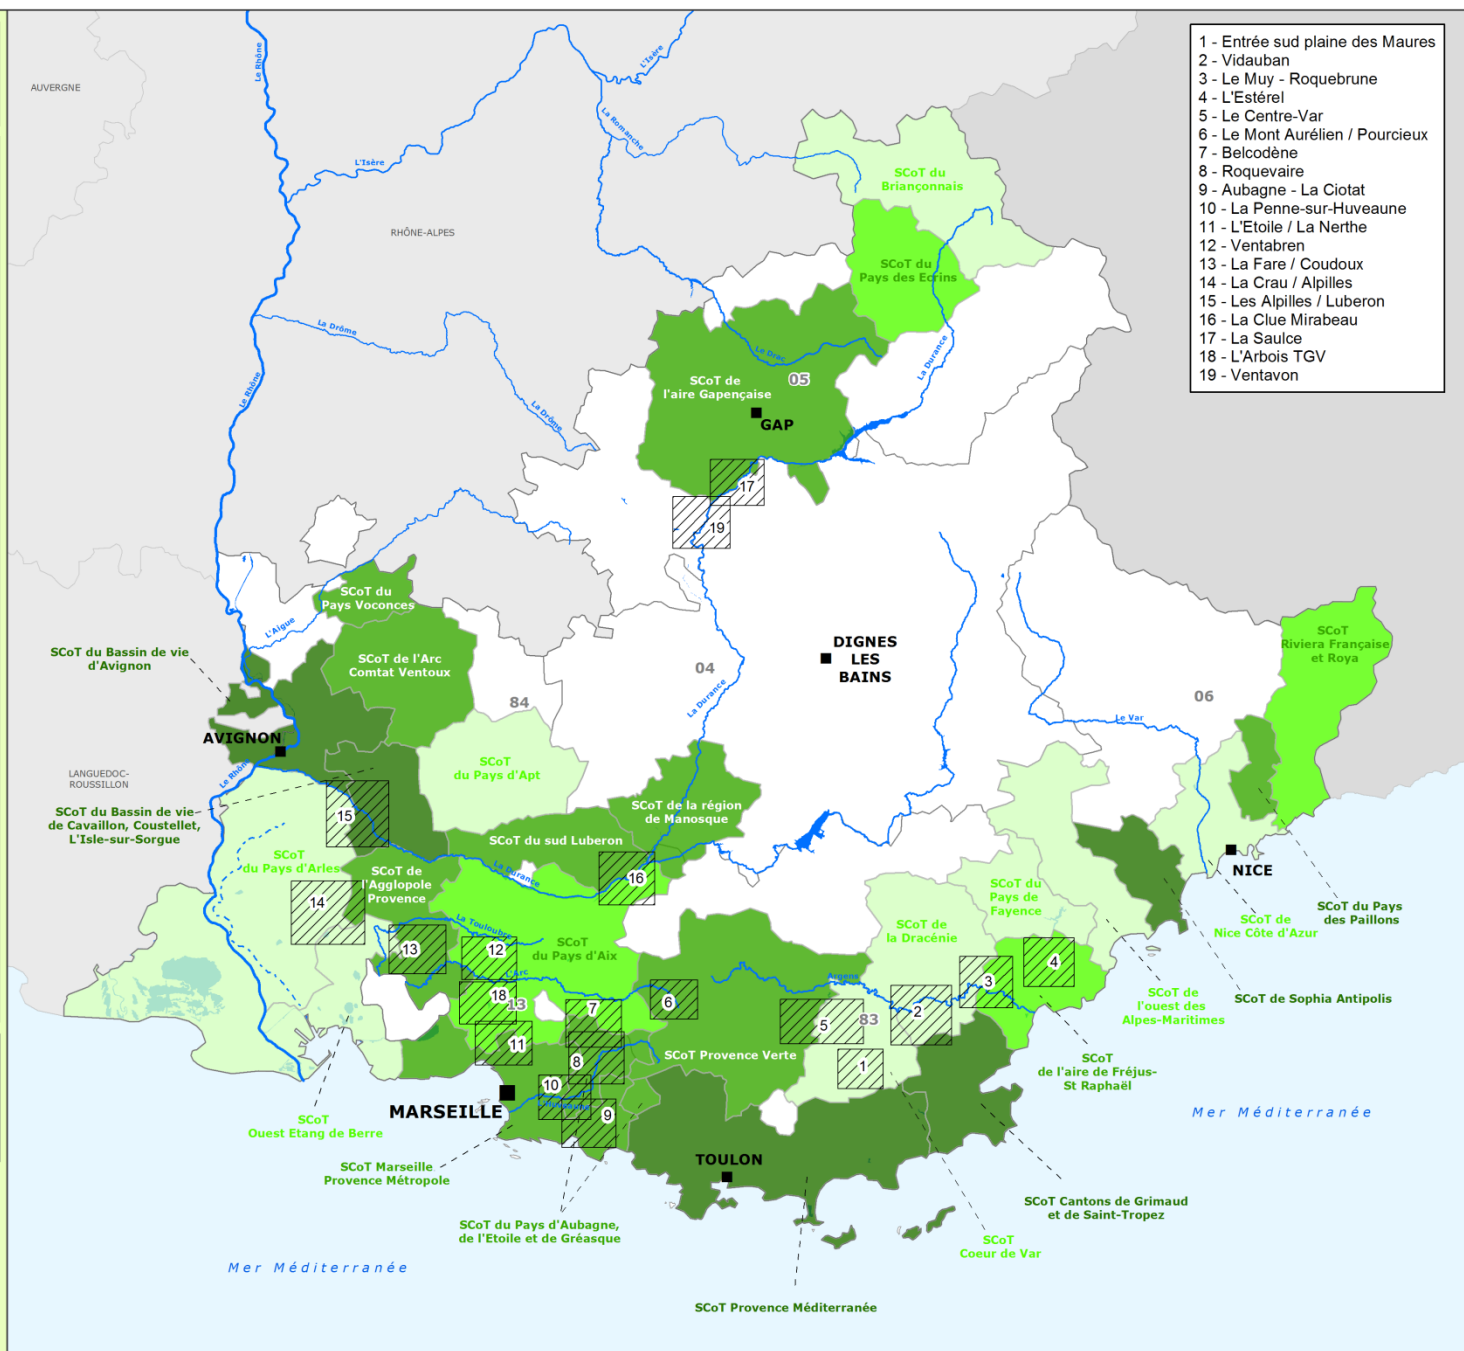 1 - Entrée sud plaine des Maures
2 - Vidauban
3 - Le Muy - Roquebrune
4 - L'Estérel
5 - Le Centre-Var
6 - Le Mont Aurélien / Pourcieux
7 - Belcodène
8 - Roquevaire
9 - Aubagne - La Ciotat
10 - La Penne-sur-Huveaune
11 - L'Etoile / La Nerthe
12 - Ventabren
13 - La Fare / Coudoux
14 - La Crau / Alpilles
15 - Les Alpilles / Luberon
16 - La Clue Mirabeau
17 - La Saulce
18 - L'Arbois TGV
19 - Ventavon
AUVERGNE
Le Rhône
L'Isère
La Romanche
L'Isère
RHÔNE-ALPES
SCoT du
Briançonnais
SCoT du
Pays des Ecrins
La Drôme
Le Rhône
La Drôme
Le Drac
La Durance
05
SCoT de
l'aire Gapençaise
GAP
17
19
SCoT du
Pays Voconces
L'Aigue
SCoT du Bassin de vie
d'Avignon
SCoT de l'Arc
Comtat Ventoux
84
04
La Durance
DIGNES
LES
BAINS
SCoT
Riviera Française
et Roya
06
Le Var
AVIGNON
LANGUEDOC-
ROUSSILLON
Le Rhône
SCoT
du Pays d'Apt
SCoT du Bassin de vie
de Cavaillon, Coustellet,
L'Isle-sur-Sorgue
15
SCoT de la région
de Manosque
SCoT du sud Luberon
SCoT
du Pays d'Arles
SCoT de
l'Agglopole
Provence
La Durance
16
14
NICE
SCoT du
Pays de
Fayence
SCoT de
la Dracénie
SCoT du Pays
des Paillons
SCoT de
Nice Côte d'Azur
La Touloubre
13
12
SCoT
du Pays d'Aix
L'Arc
18
13
7
6
Argens
3
4
SCoT de Sophia Antipolis
SCoT de
l'ouest des
Alpes-Maritimes
5
83
2
11
8
SCoT Provence Verte
1
SCoT
de l'aire de Fréjus-
St Raphaël
10
9
MARSEILLE
SCoT
Ouest Etang de Berre
Mer Méditerranée
SCoT Marseille
Provence Métropole
TOULON
SCoT Cantons de Grimaud
et de Saint-Tropez
SCoT du Pays d'Aubagne,
de l'Etoile et de Gréasque
SCoT
Coeur de Var
Mer Méditerranée
SCoT Provence Méditerranée